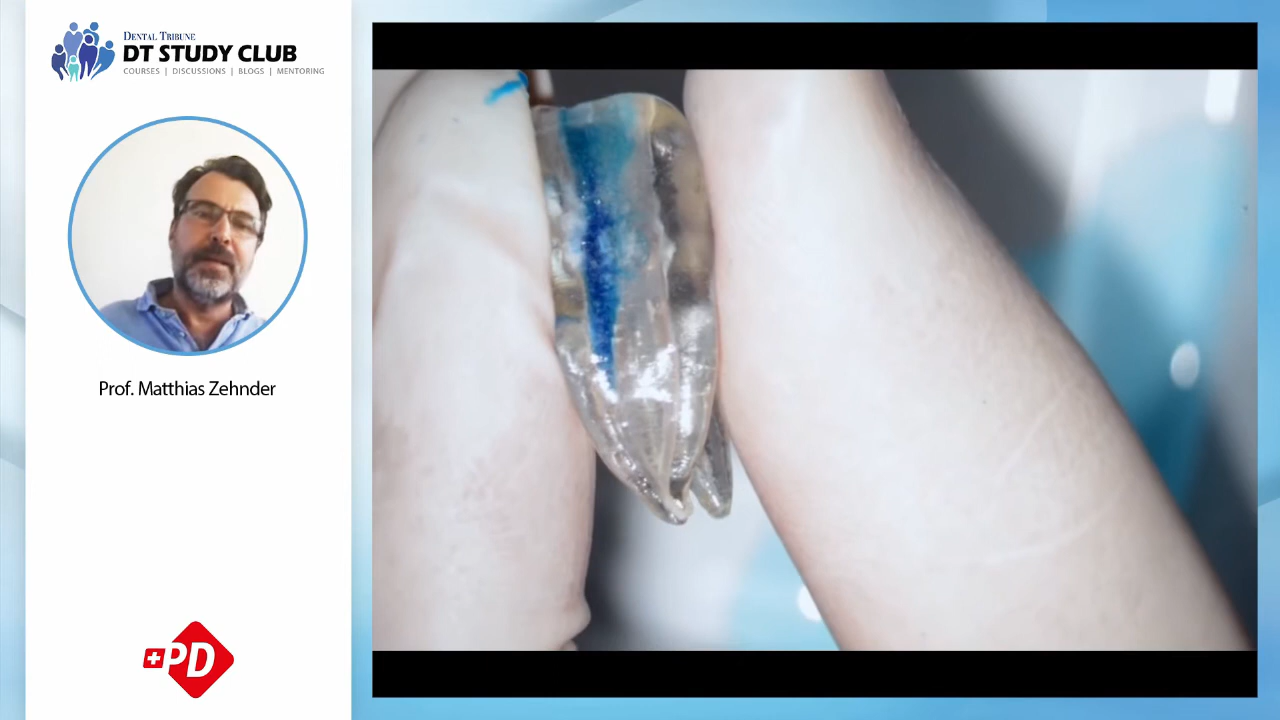 DENTAL TRIBUNE
DT STUDY CLUB
COURSES | DISCUSSIONS | BLOGS | MENTORING
Prof. Matthias Zehnder
PD